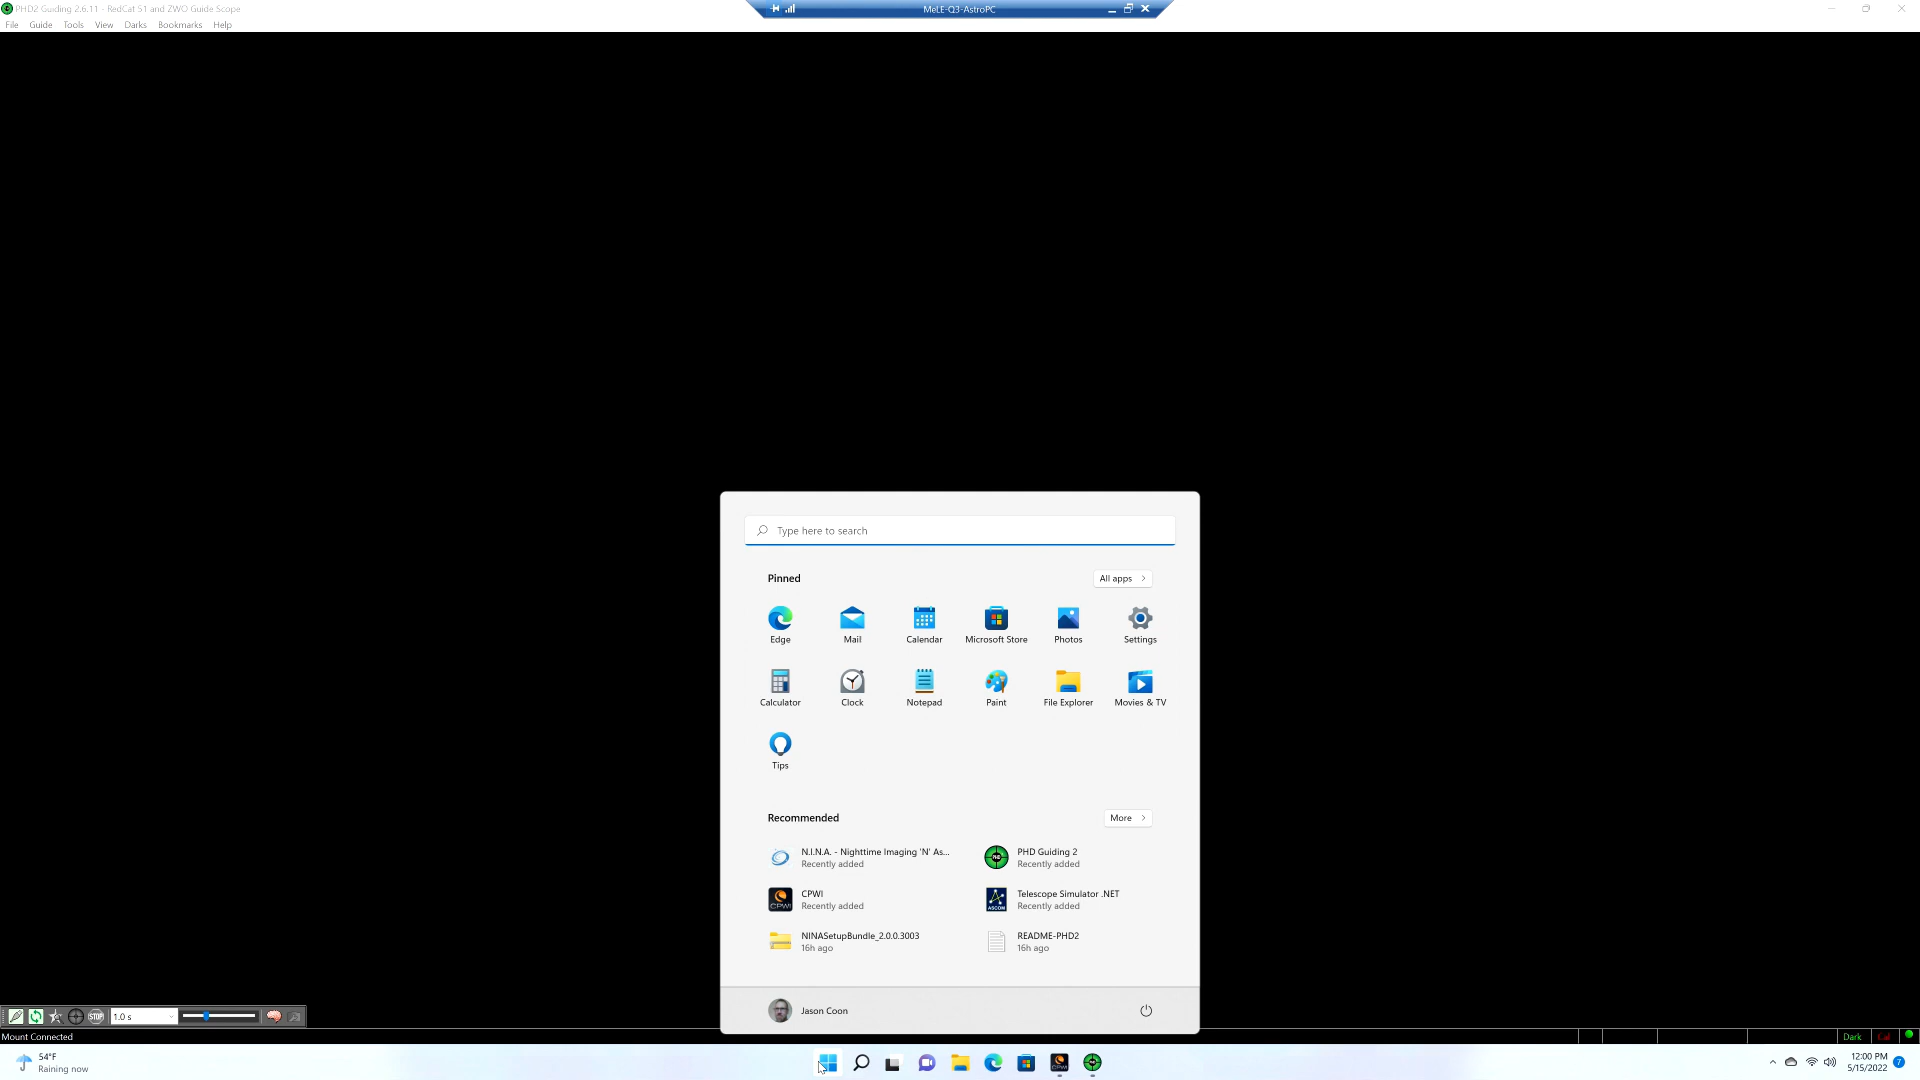 PHD2 Guiding 2.6.11 - RedCat 51 and ZWO Guide Scope
MeLE-Q3-AstroPC
File Guide Tools View Darks Bookmarks Help
Type here to search
Pinned
All apps
Edge Mail Calendar Microsoft Store Photos Settings
Calculator Clock Notepad Paint File Explorer Movies & TV
Tips
Recommended
More
N.I.N.A. - Nighttime Imaging 'N' As...
Recently added
PHD Guiding 2
Recently added
CPWI
Recently added
Telescope Simulator .NET
Recently added
NINASetupBundle_2.0.0.3003
16h ago
README-PHD2
16h ago
Jason Coon
STOP
1.0 s
Mount Connected
Dark Cal
54°F
Raining now
12:00 PM
5/15/2022
7